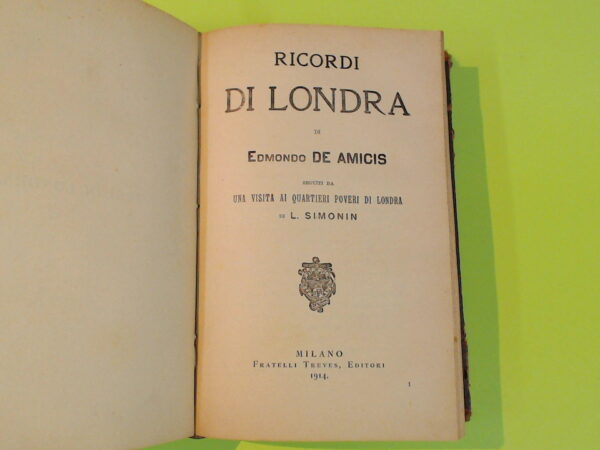 RICORDI
DI LONDRA
DI
EDMONDO DE AMICIS
SEGUITI DA
UNA VISITA AI QUARTIERI POVERI DI LONDRA
DI L. SIMONIN
MILANO
FRATELLI TREVES, EDITORI
1914.
1